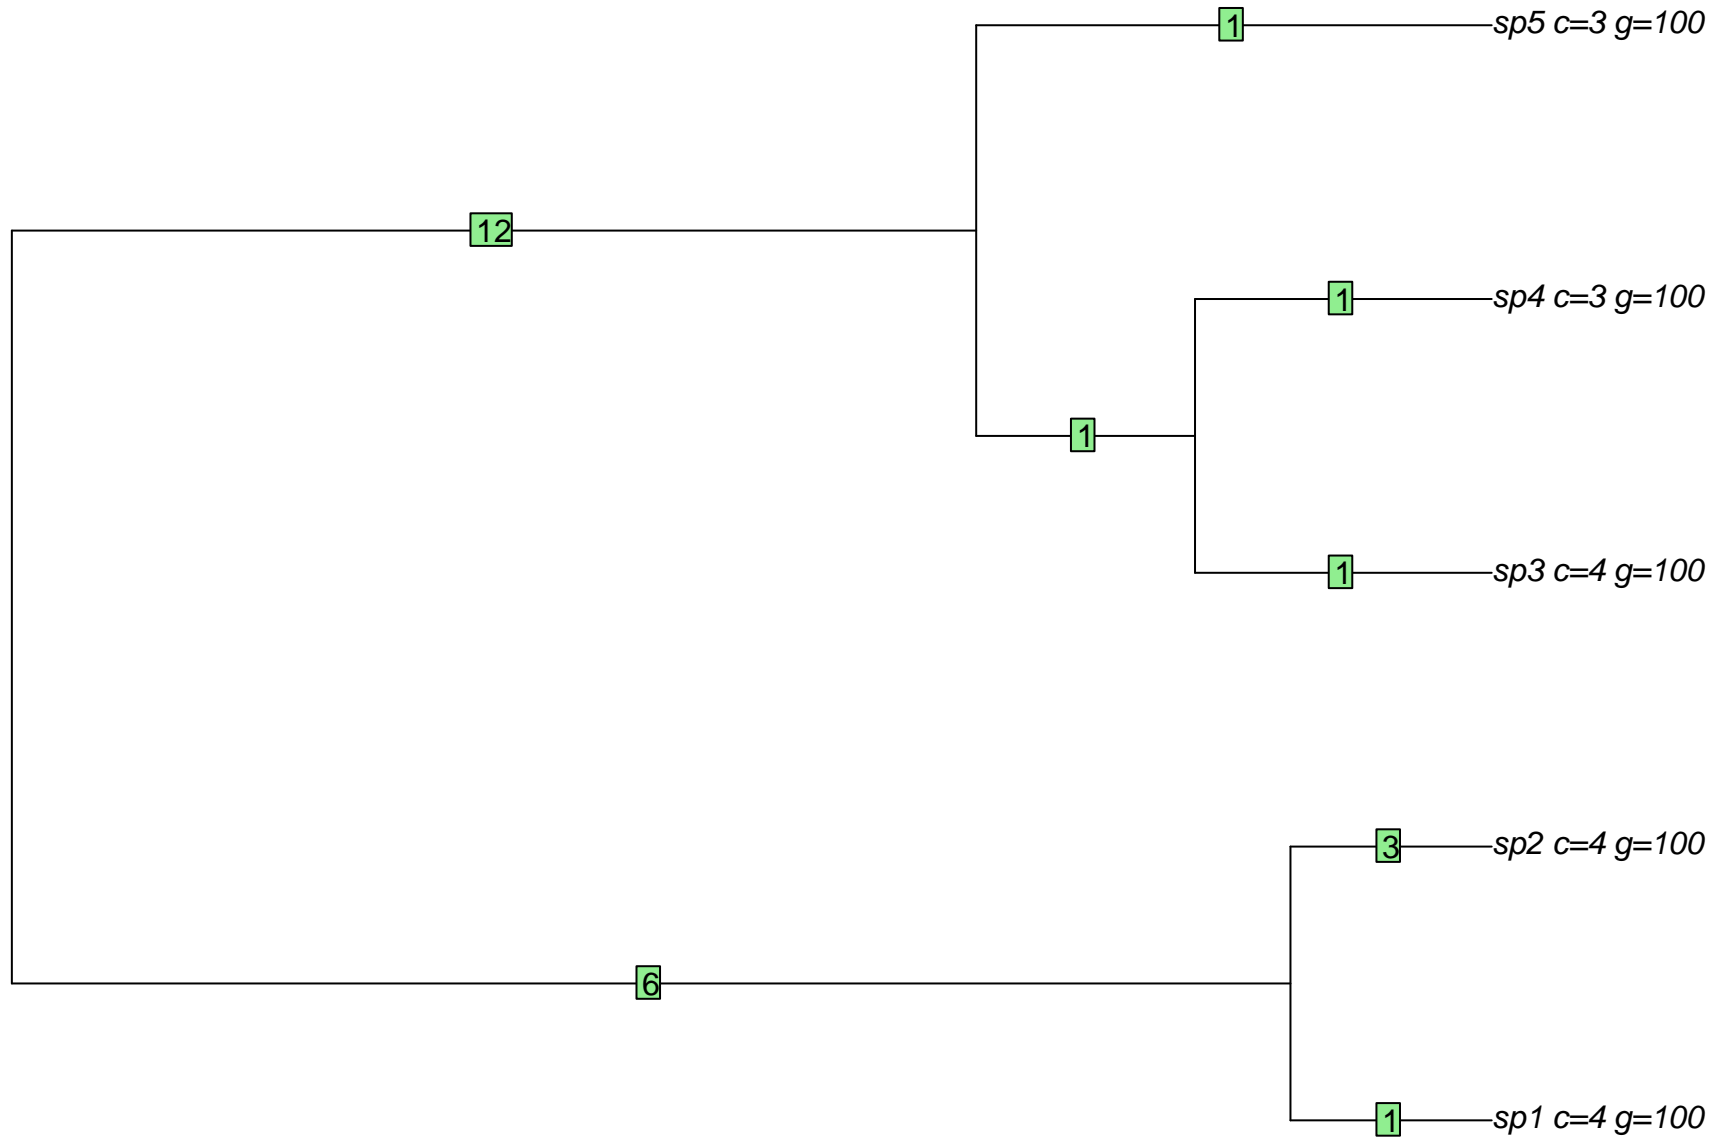 1 sp5 c=3 g=100
12
1 sp4 c=3 g=100
1
1 sp3 c=4 g=100
3 sp2 c=4 g=100
6
1 sp1 c=4 g=100